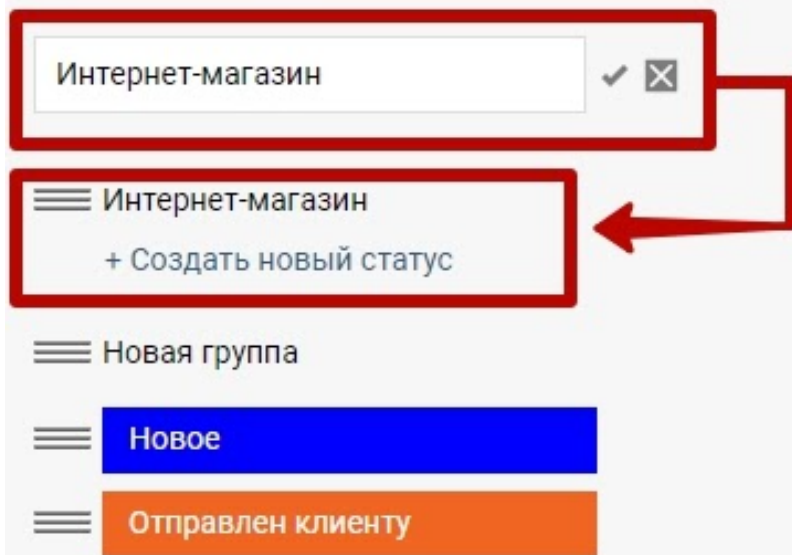 Интернет-магазин
Интернет-магазин
+ Создать новый статус
Новая группа
Новое
Отправлен клиенту